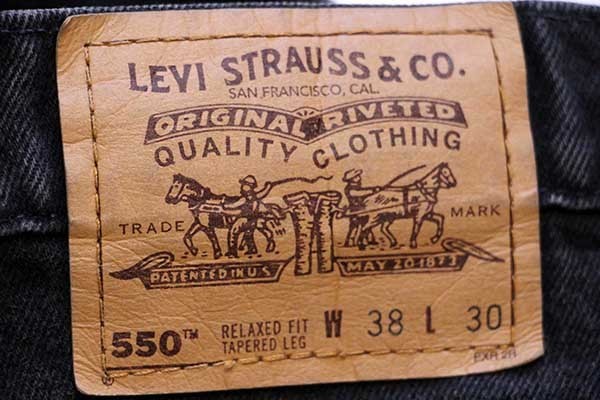 LEVI STRAUSS & CO.
SAN FRANCISCO, CAL.
ORIGINAL RIVETED
QUALITY CLOTHING
TRADE MARK
PATENTED IN U.S. MAY 20 1873
550™ RELAXED FIT W 38 L 30
TAPERED LEG
®